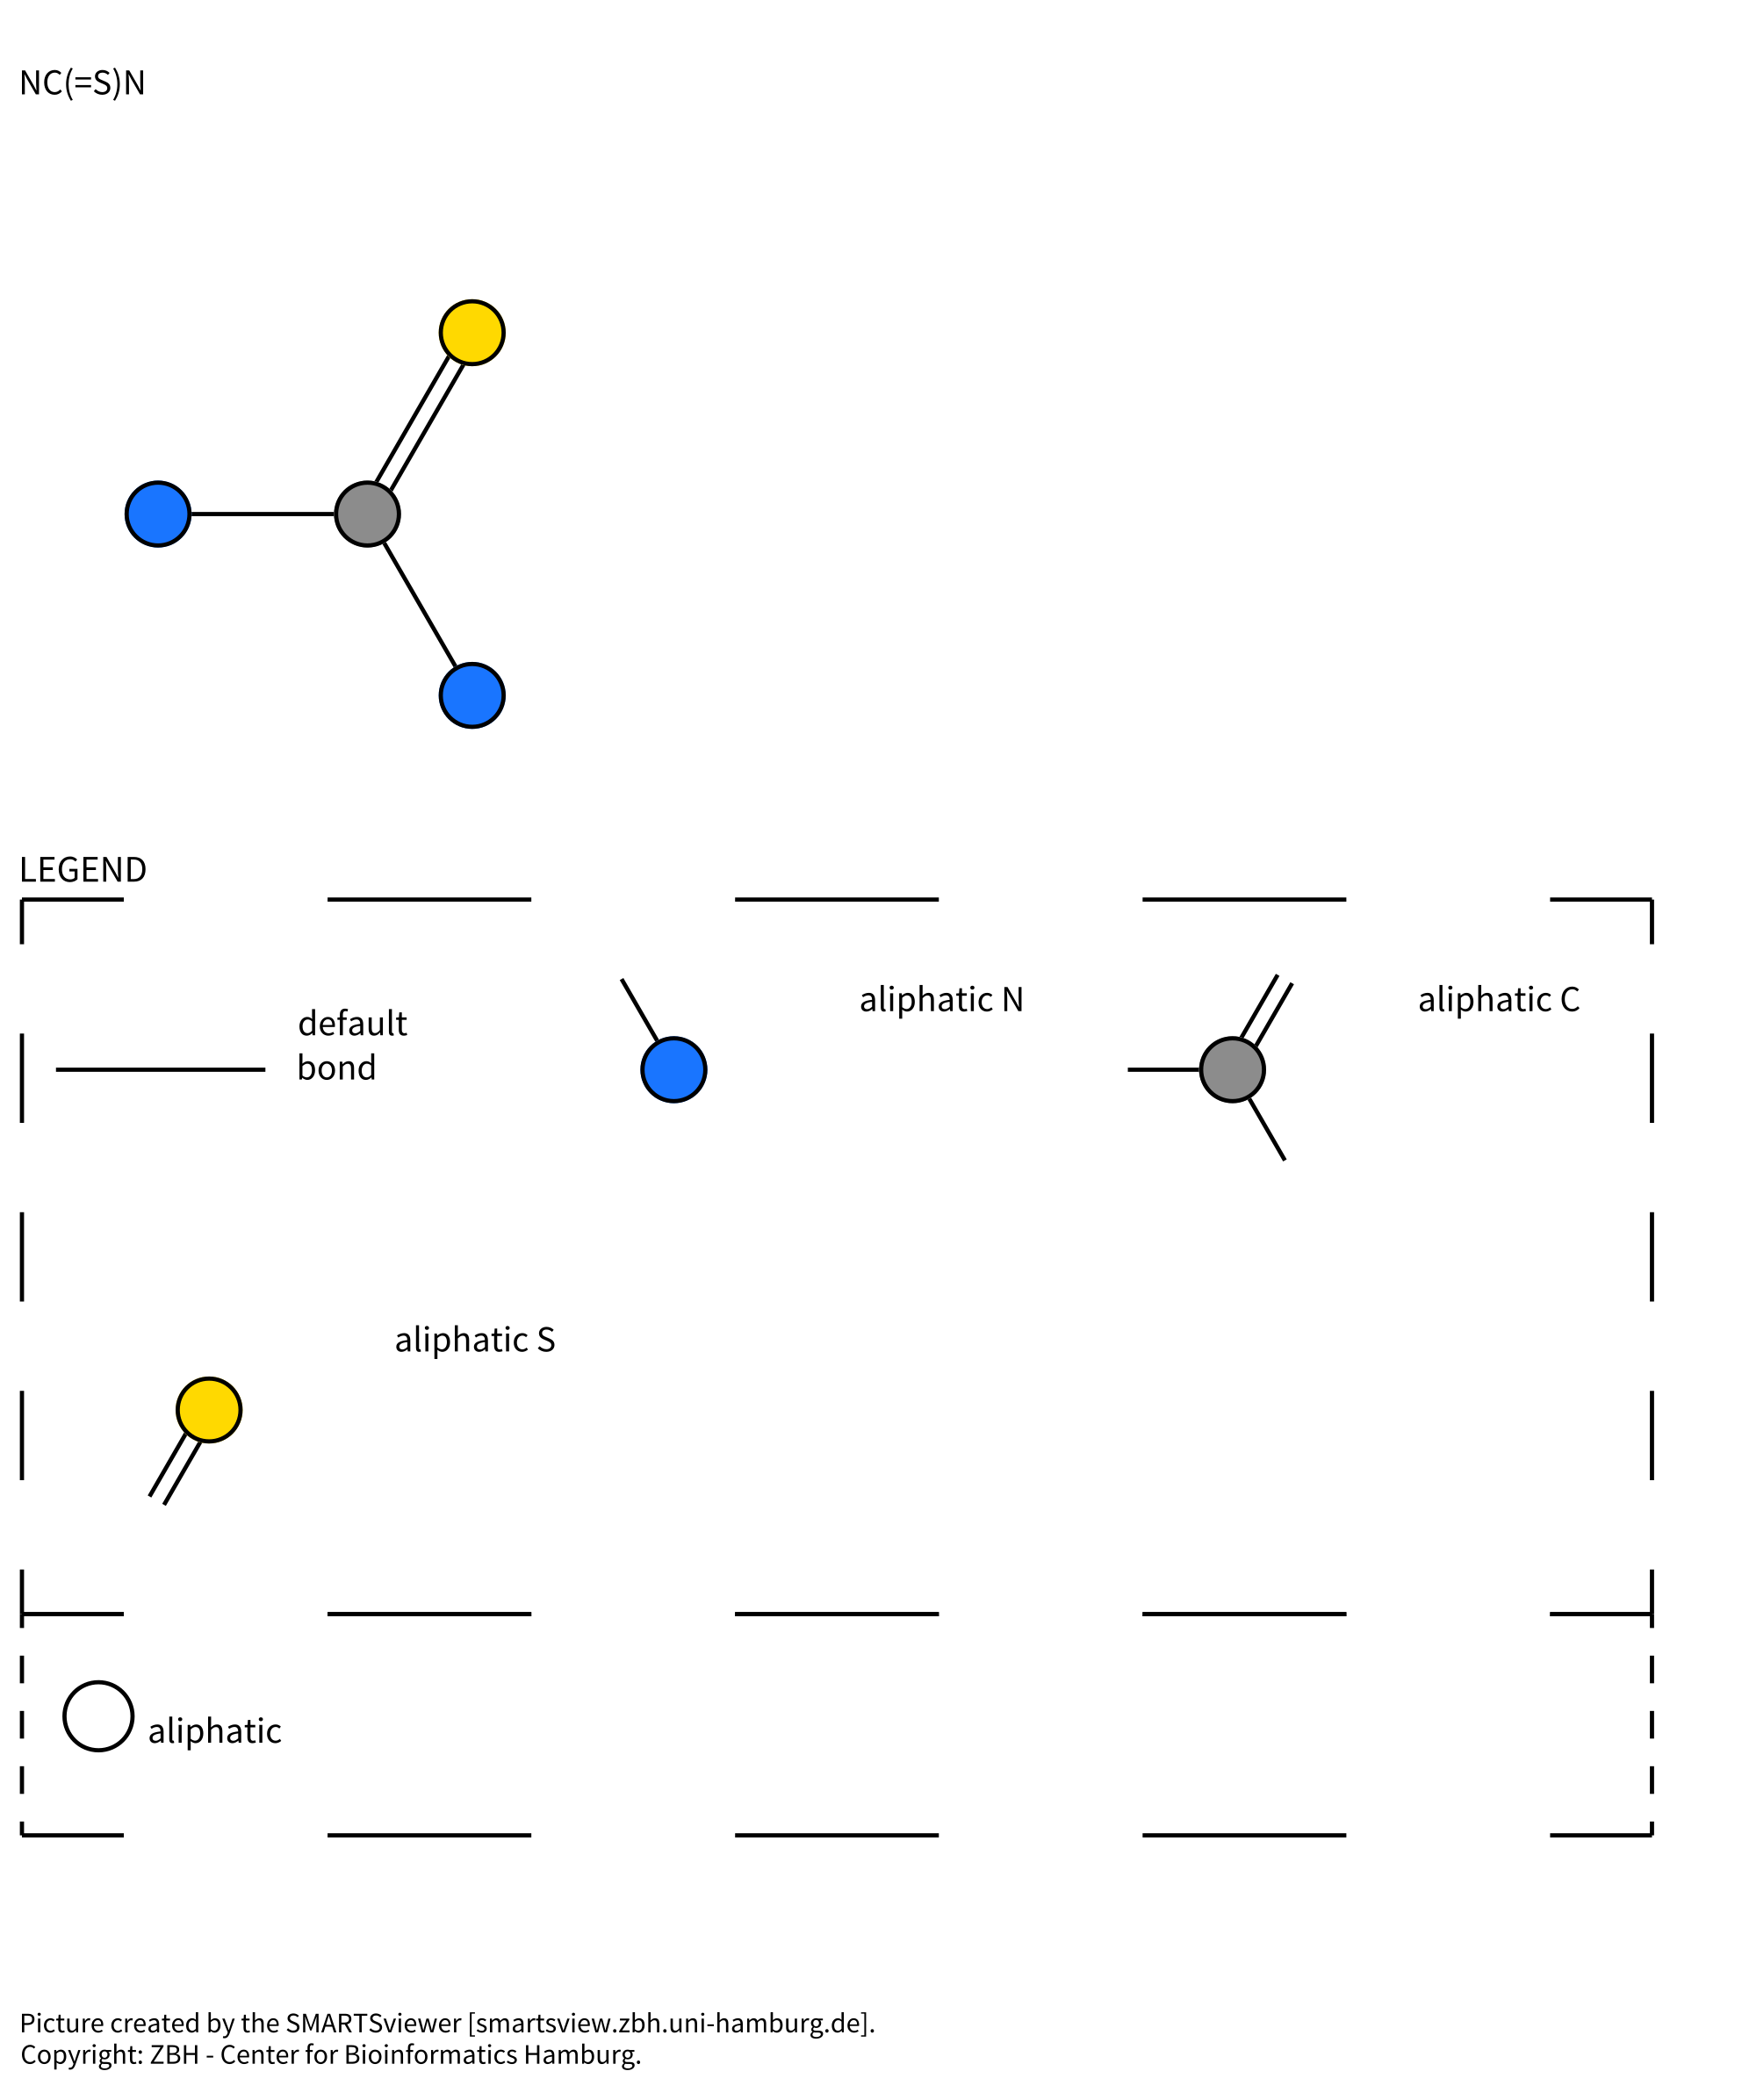 NC(=S)N
LEGEND
default
bond
aliphatic N
aliphatic C
aliphatic S
aliphatic
Picture created by the SMARTSviewer [smartsview.zbh.uni-hamburg.de].
Copyright: ZBH - Center for Bioinformatics Hamburg.